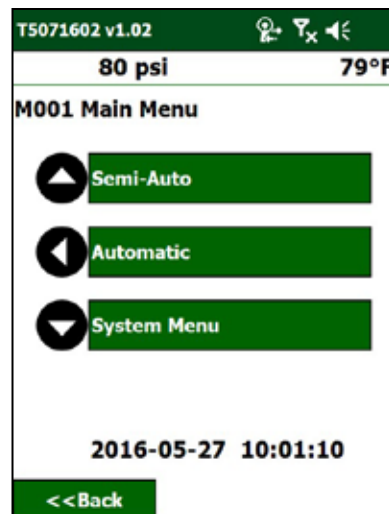 T5071602 v1.02
80 psi 79°F
M001 Main Menu
Semi-Auto
Automatic
System Menu
2016-05-27 10:01:10
<<Back